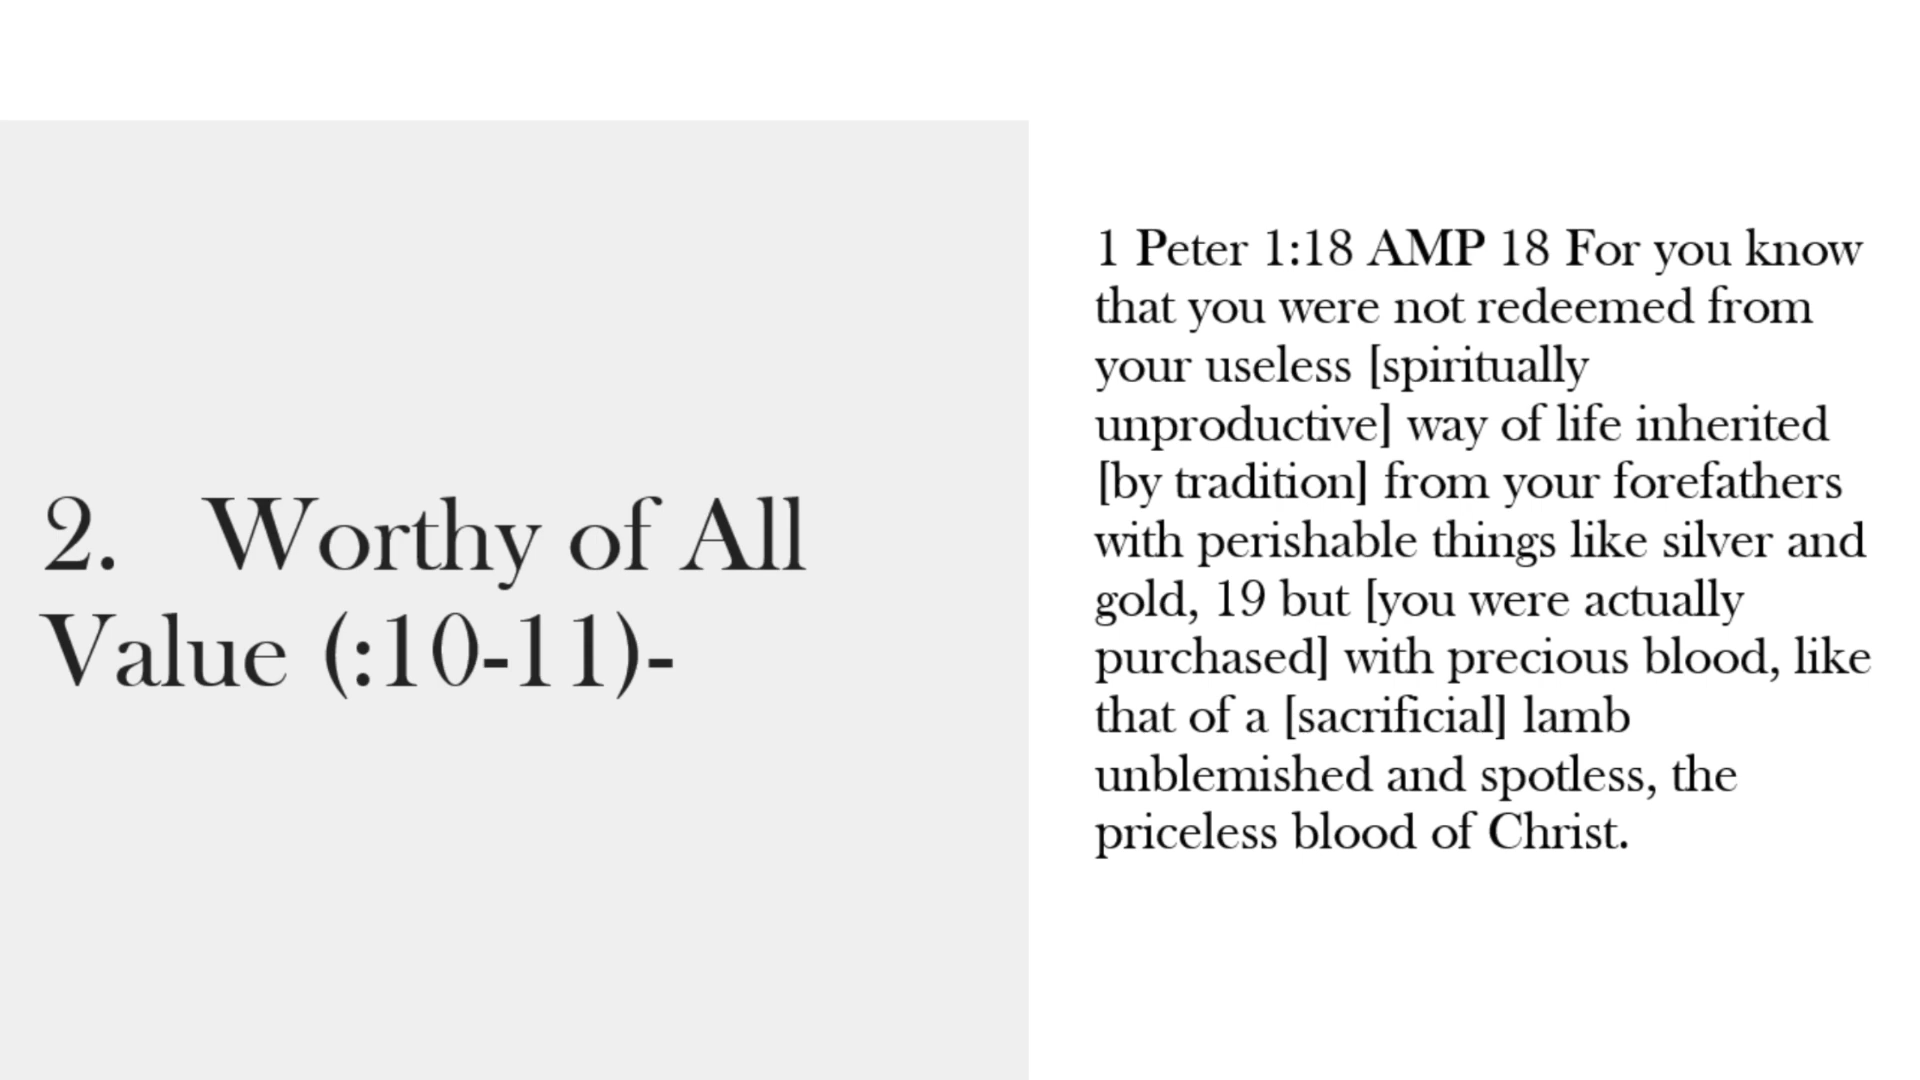 2. Worthy of All
Value (:10-11)-
1 Peter 1:18 AMP 18 For you know
that you were not redeemed from
your useless [spiritually
unproductive] way of life inherited
[by tradition] from your forefathers
with perishable things like silver and
gold, 19 but [you were actually
purchased] with precious blood, like
that of a [sacrificial] lamb
unblemished and spotless, the
priceless blood of Christ.